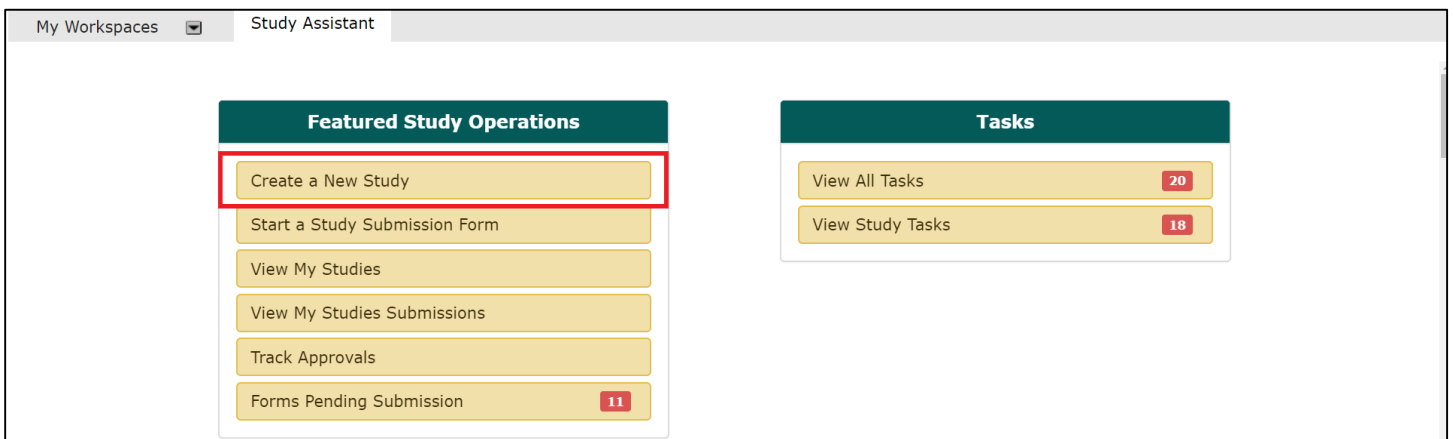 My Workspaces
Study Assistant
Featured Study Operations
Create a New Study
Start a Study Submission Form
View My Studies
View My Studies Submissions
Track Approvals
Forms Pending Submission 11
Tasks
View All Tasks 20
View Study Tasks 18